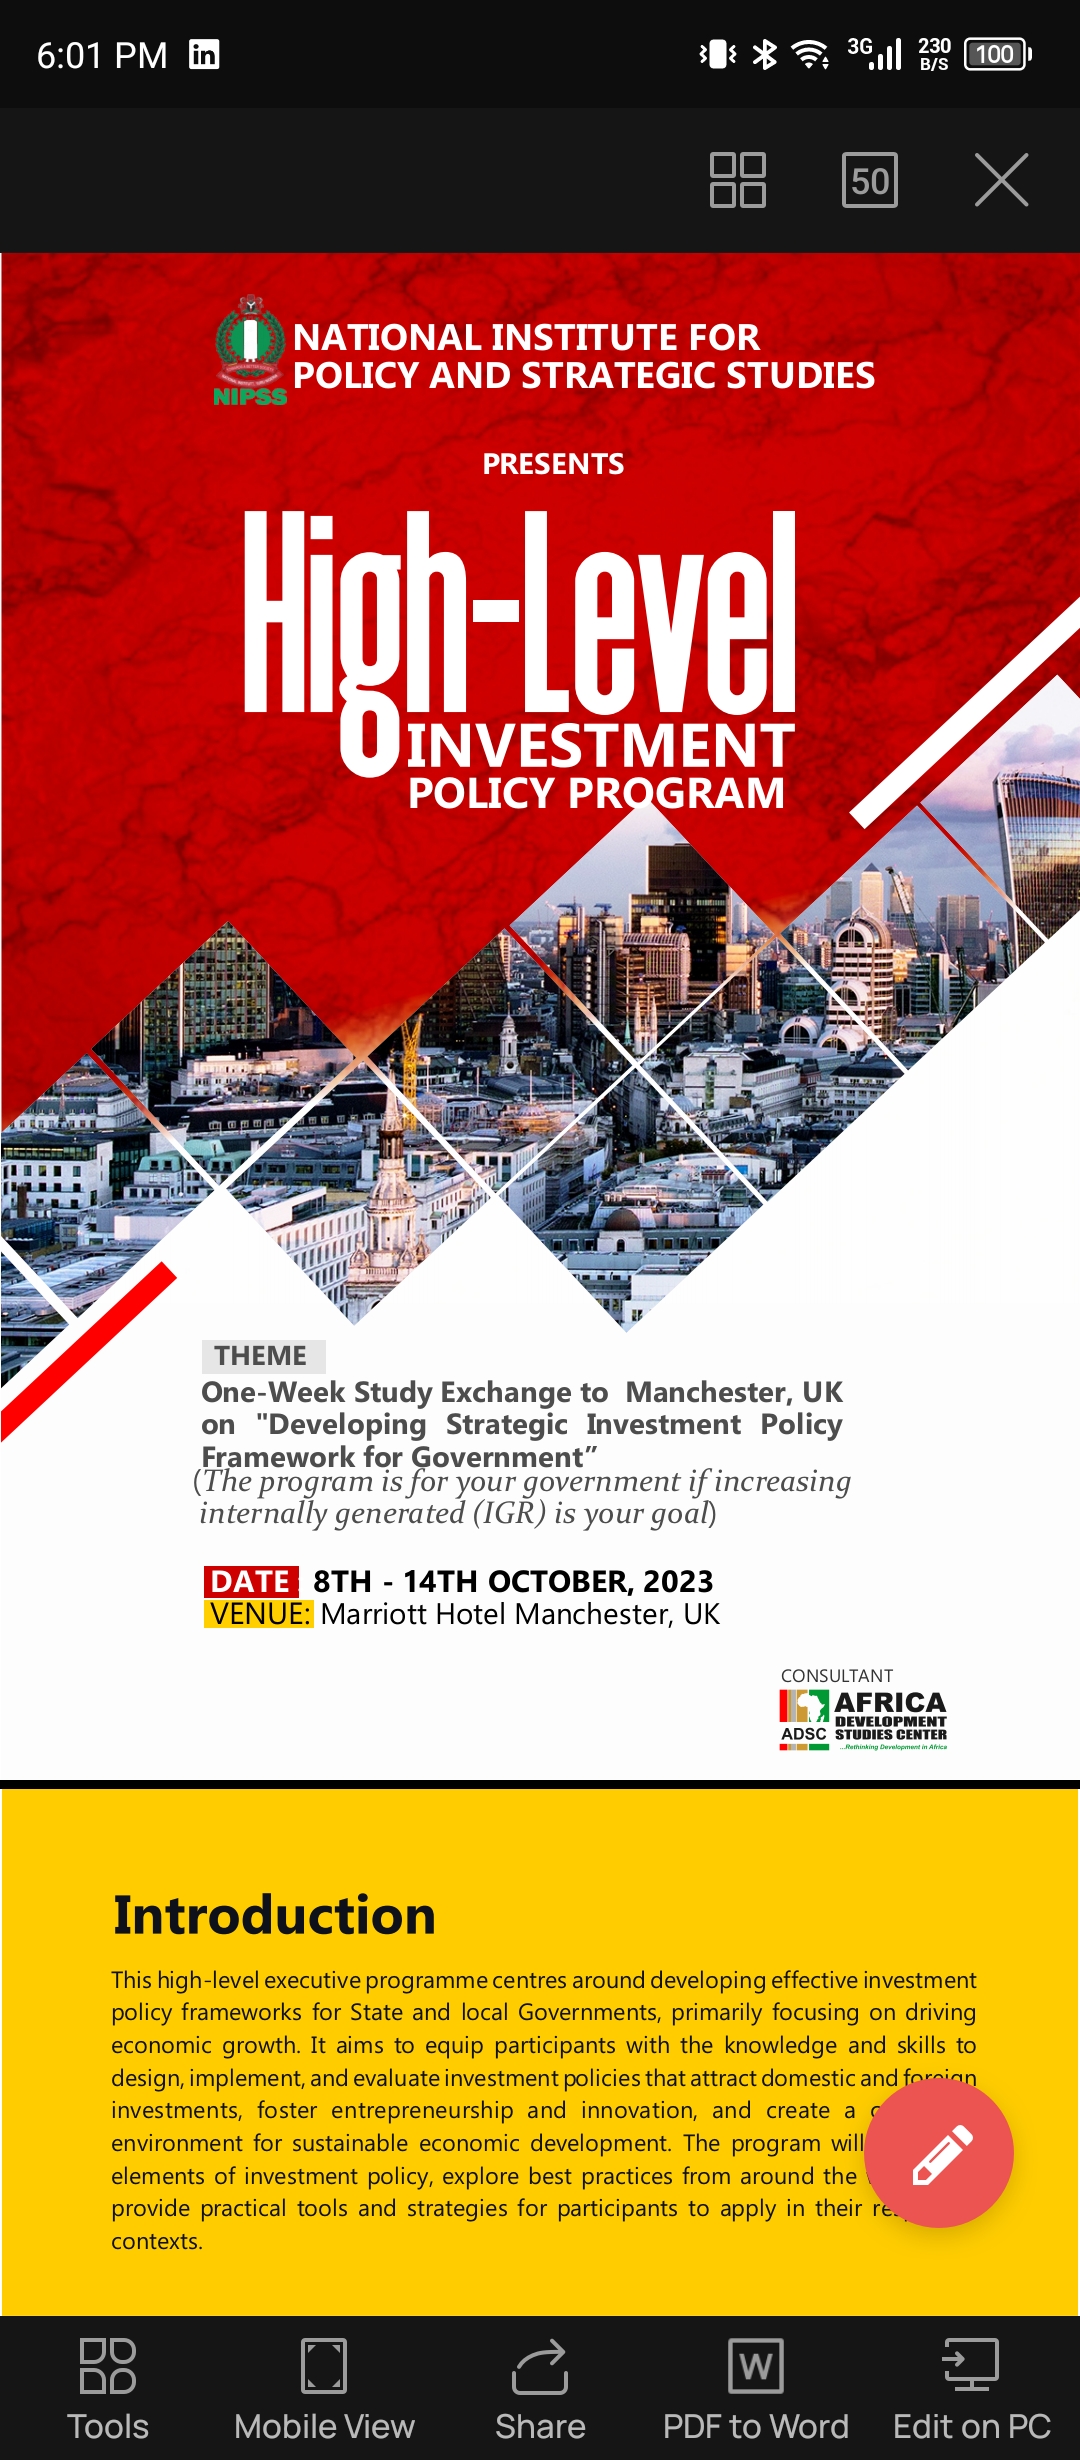 6:01 PM
3G
230
B/S
100
50
NIPSS
NATIONAL INSTITUTE FOR
POLICY AND STRATEGIC STUDIES
PRESENTS
High-Level
INVESTMENT
POLICY PROGRAM
THEME
One-Week Study Exchange to Manchester, UK
on "Developing Strategic Investment Policy
Framework for Government”
(The program is for your government if increasing
internally generated (IGR) is your goal)
DATE : 8TH - 14TH OCTOBER, 2023
VENUE: Marriott Hotel Manchester, UK
CONSULTANT
ADSC
AFRICA
DEVELOPMENT
STUDIES CENTER
...Rethinking Development in Africa
Introduction
This high-level executive programme centres around developing effective investment
policy frameworks for State and local Governments, primarily focusing on driving
economic growth. It aims to equip participants with the knowledge and skills to
design, implement, and evaluate investment policies that attract domestic and foreign
investments, foster entrepreneurship and innovation, and create a
environment for sustainable economic development. The program will
elements of investment policy, explore best practices from around the
provide practical tools and strategies for participants to apply in their
contexts.
Tools
Mobile View
Share
W
PDF to Word
Edit on PC